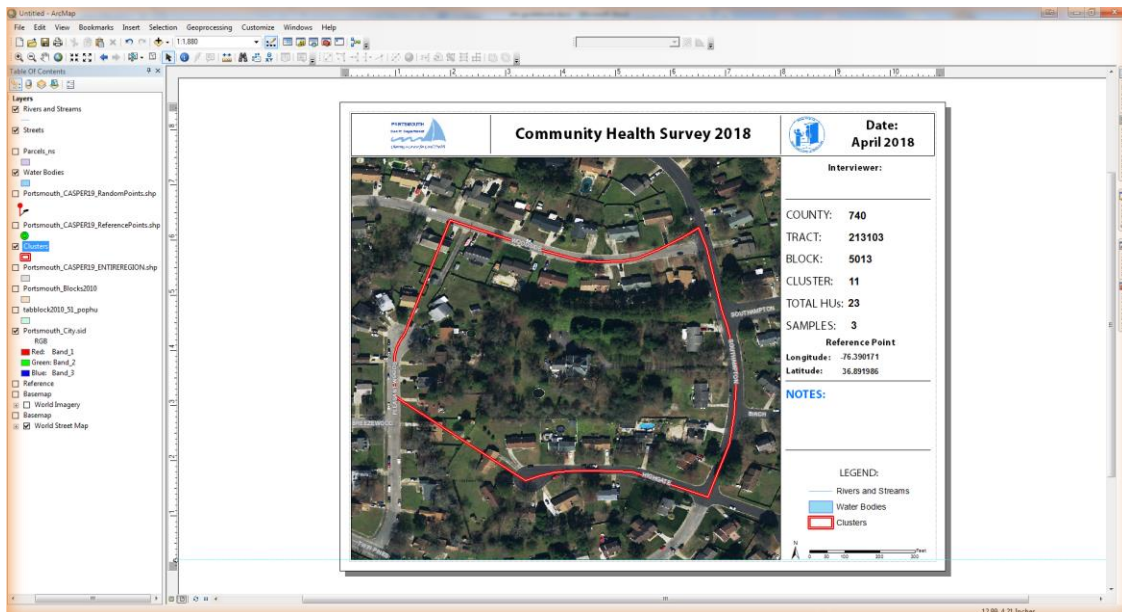 Untitled - ArcMap
File Edit View Bookmarks Insert Selection Geoprocessing Customize Windows Help
1:1,880
Table Of Contents
Layers
Rivers and Streams
Streets
Parcels_ns
Water Bodies
Portsmouth_CASPER19_RandomPoints.shp
Portsmouth_CASPER19_ReferencePoints.shp
Clusters
Portsmouth_CASPER19_ENTIREREGION.shp
Portsmouth_Blocks2010
tabblock2010_51_pophu
Portsmouth_City.sid
RGB
Red: Band_1
Green: Band_2
Blue: Band_3
Reference
Basemap
World Imagery
Basemap
World Street Map
PORTSMOUTH
Community Health Survey 2018
Date:
April 2018
Interviewer:
COUNTY: 740
TRACT: 213103
BLOCK: 5013
CLUSTER: 11
TOTAL HUs: 23
SAMPLES: 3
Reference Point
Longitude: -76.390171
Latitude: 36.891986
NOTES:
LEGEND:
Rivers and Streams
Water Bodies
Clusters
N
Feet
SOUTHAMPTON
SOUTHAMPTON
BIRCH
HIGHGATE